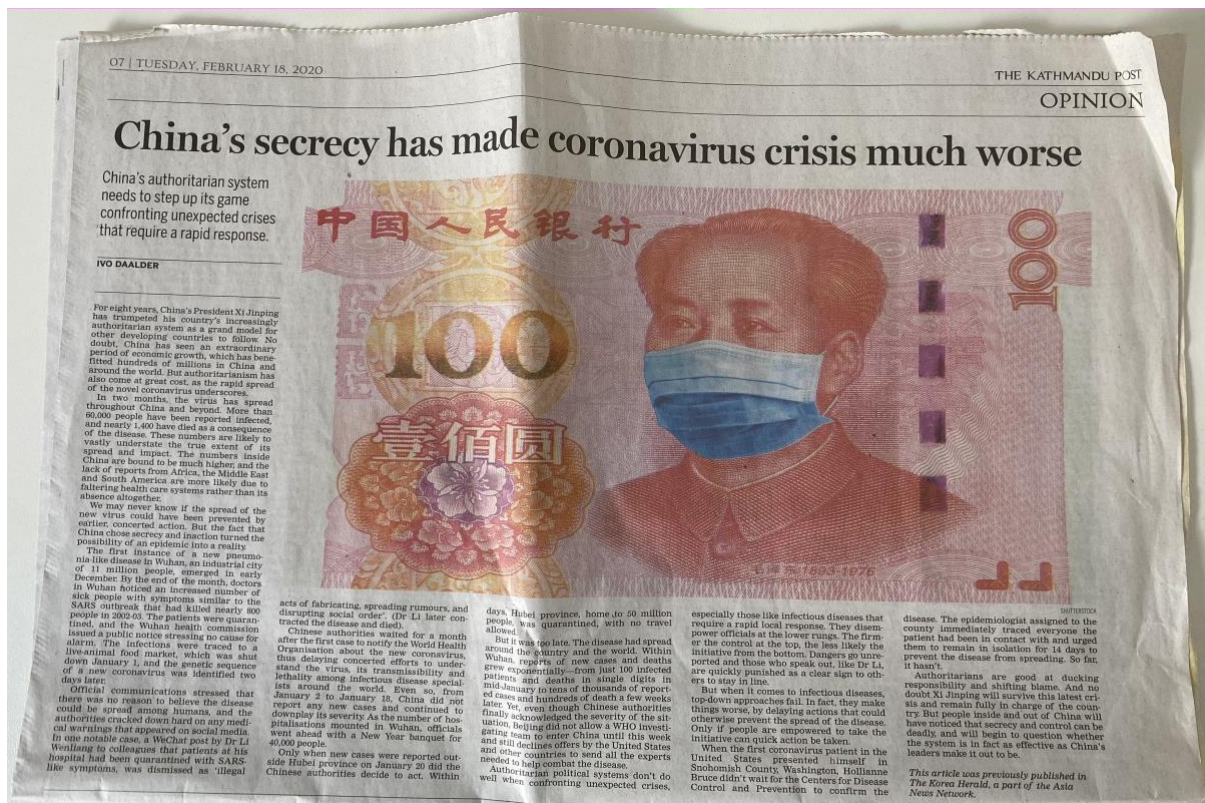 07 | TUESDAY, FEBRUARY 18, 2020
THE KATHMANDU POST
OPINION
China's secrecy has made coronavirus crisis much worse
China's authoritarian system
needs to step up its game
confronting unexpected crises
that require a rapid response.
IVO DAALDER
中国人民银行
100
100
壹佰圆
毛泽东 1893-1976
SHUTTERSTOCK
For eight years, China's President Xi Jinping
has trumpeted his country's increasingly
authoritarian system as a grand model for
other developing countries to follow. No
doubt, China has seen an extraordinary
period of economic growth, which has bene-
fitted hundreds of millions in China and
around the world. But authoritarianism has
also come at great cost, as the rapid spread
of the novel coronavirus underscores.
In two months, the virus has spread
throughout China and beyond. More than
60,000 people have been reported infected,
and nearly 1,400 have died as a consequence
of the disease. These numbers are likely to
vastly understate the true extent of its
spread and impact. The numbers inside
China are bound to be much higher, and the
lack of reports from Africa, the Middle East
and South America are more likely due to
faltering health care systems rather than its
absence altogether.
We may never know if the spread of the
new virus could have been prevented by
earlier, concerted action. But the fact that
China chose secrecy and inaction turned the
possibility of an epidemic into a reality.
The first instance of a new pneumo-
nia-like disease in Wuhan, an industrial city
of 11 million people, emerged in early
December. By the end of the month, doctors
in Wuhan noticed an increased number of
sick people with symptoms similar to the
SARS outbreak that had killed nearly 800
people in 2002-03. The patients were quaran-
tined, and the Wuhan health commission
issued a public notice stressing no cause for
alarm. The infections were traced to a
live-animal food market, which was shut
down January 1, and the genetic sequence
of a new coronavirus was identified two
days later.
Official communications stressed that
there was no reason to believe the disease
could be spread among humans, and the
authorities cracked down hard on any medi-
cal warnings that appeared on social media.
In one notable case, a WeChat post by Dr Li
Wenliang to colleagues that patients at his
hospital had been quarantined with SARS-
like symptoms, was dismissed as 'illegal
acts of fabricating, spreading rumours, and
disrupting social order'. (Dr Li later con-
tracted the disease and died).
Chinese authorities waited for a month
after the first case to notify the World Health
Organisation about the new coronavirus,
thus delaying concerted efforts to under-
stand the virus, its transmissibility and
lethality among infectious disease special-
ists around the world. Even so, from
January 2 to January 18, China did not
report any new cases and continued to
downplay its severity. As the number of hos-
pitalisations mounted in Wuhan, officials
went ahead with a New Year banquet for
40,000 people.
Only when new cases were reported out-
side Hubei province on January 20 did the
Chinese authorities decide to act. Within
days, Hubei province, home to 50 million
people, was quarantined, with no travel
allowed.
But it was too late. The disease had spread
around the country and the world. Within
Wuhan, reports of new cases and deaths
grew exponentially—from just 100 infected
patients and deaths in single digits in
mid-January to tens of thousands of report-
ed cases and hundreds of death a few weeks
later. Yet, even though Chinese authorities
finally acknowledged the severity of the sit-
uation, Beijing did not allow a WHO investi-
gating team to enter China until this week
and still declines offers by the United States
and other countries to send all the experts
needed to help combat the disease.
Authoritarian political systems don't do
well when confronting unexpected crises,
especially those like infectious diseases that
require a rapid local response. They disem-
power officials at the lower rungs. The firm-
er the control at the top, the less likely the
initiative from the bottom. Dangers go unre-
ported and those who speak out, like Dr Li,
are quickly punished as a clear sign to oth-
ers to stay in line.
But when it comes to infectious diseases,
top-down approaches fail. In fact, they make
things worse, by delaying actions that could
otherwise prevent the spread of the disease.
Only if people are empowered to take the
initiative can quick action be taken.
When the first coronavirus patient in the
United States presented himself in
Snohomish County, Washington, Hollianne
Bruce didn't wait for the Centers for Disease
Control and Prevention to confirm the
disease. The epidemiologist assigned to the
county immediately traced everyone the
patient had been in contact with and urged
them to remain in isolation for 14 days to
prevent the disease from spreading. So far,
it hasn't.
Authoritarians are good at ducking
responsibility and shifting blame. And no
doubt Xi Jinping will survive this latest cri-
sis and remain fully in charge of the coun-
try. But people inside and out of China will
have noticed that secrecy and control can be
deadly, and will begin to question whether
the system is in fact as effective as China's
leaders make it out to be.
This article was previously published in
The Korea Herald, a part of the Asia
News Network.